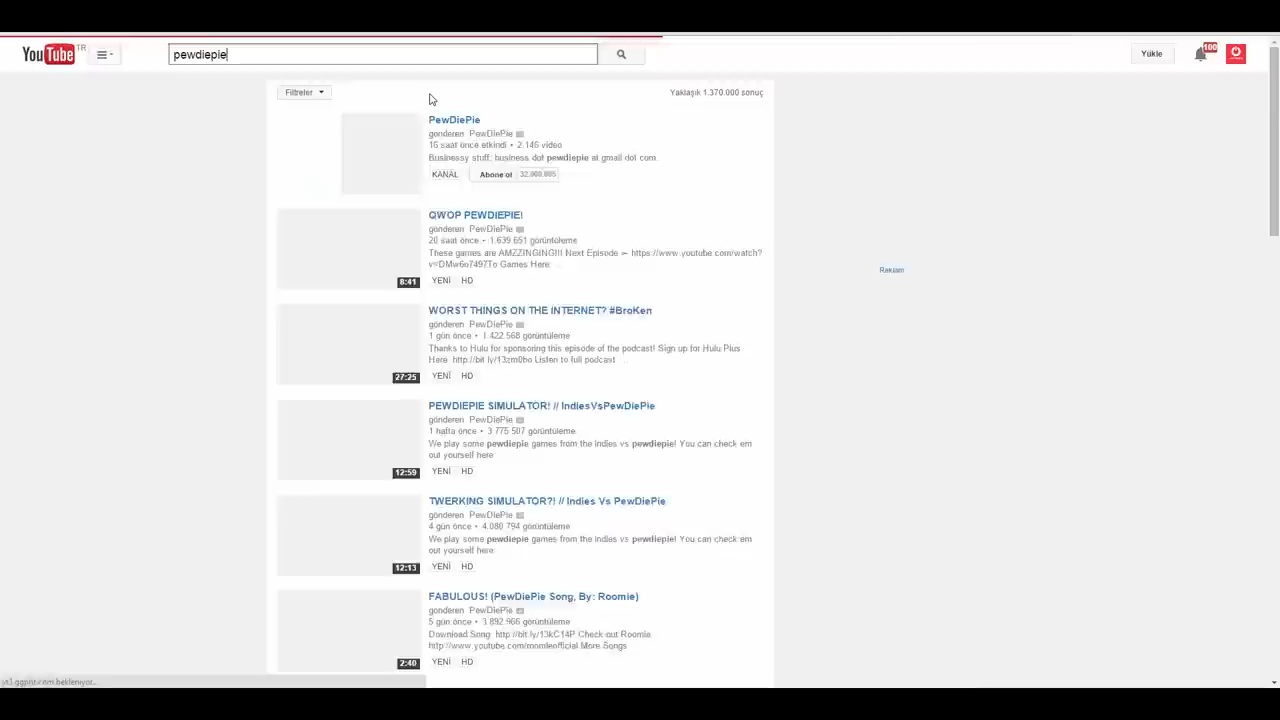 YouTube TR
pewdiepie
Yükle
100
Filtreler
Yaklaşık 1.370.000 sonuç
PewDiePie
gönderen PewDiePie
16 saat önce etkindi • 2.146 video
Businessy stuff: business dot pewdiepie at gmail dot com.
KANAL Abone ol
QWOP PEWDIEPIE!
gönderen PewDiePie
20 saat önce • 1.639.651 görüntüleme
These games are AMZZINGING!!! Next Episode ► https://www.youtube.com/watch?
v=DMw6o7497To Games Here: ...
8:41
YENİ HD
Reklam
WORST THINGS ON THE INTERNET? #BroKen
gönderen PewDiePie
1 gün önce • 1.422.568 görüntüleme
Thanks to Hulu for sponsoring this episode of the podcast! Sign up for Hulu Plus
Here: Listen to full podcast ...
27:25
YENİ HD
PEWDIEPIE SIMULATOR! // IndiesVsPewDiePie
gönderen PewDiePie
1 hafta önce • 3.775.507 görüntüleme
We play some pewdiepie games from the Indies vs pewdiepie! You can check em
out yourself here
12:59
YENİ HD
TWERKING SIMULATOR?! // Indies Vs PewDiePie
gönderen PewDiePie
4 gün önce • 4.080.794 görüntüleme
We play some pewdiepie games from the Indies vs pewdiepie! You can check em
out yourself here
12:13
YENİ HD
FABULOUS! (PewDiePie Song, By: Roomie)
gönderen PewDiePie
5 gün önce • 3.892.966 görüntüleme
Download Song: http://bit.ly/13kC14P Check out Roomie:
More Songs
2:40
YENİ HD
bekleniyor...